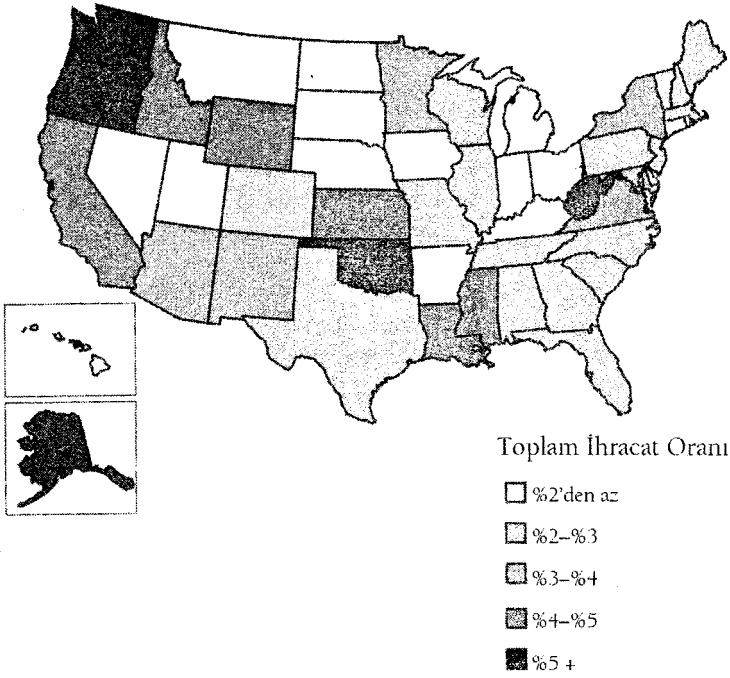 Toplam İhracat Oranı
%2'den az
%2–%3
%3–%4
%4–%5
%5 +